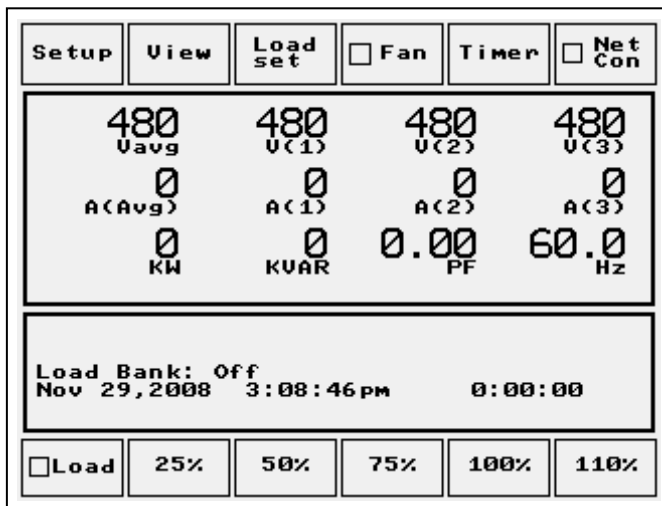 Setup View Load set Fan Timer Net Con
480 480 480 480
Vavg V(1) V(2) V(3)
0 0 0 0
A(Avg) A(1) A(2) A(3)
0 0 0.00 60.0
KW KVAR PF Hz
Load Bank: Off
Nov 29,2008 3:08:46pm 0:00:00
Load 25% 50% 75% 100% 110%